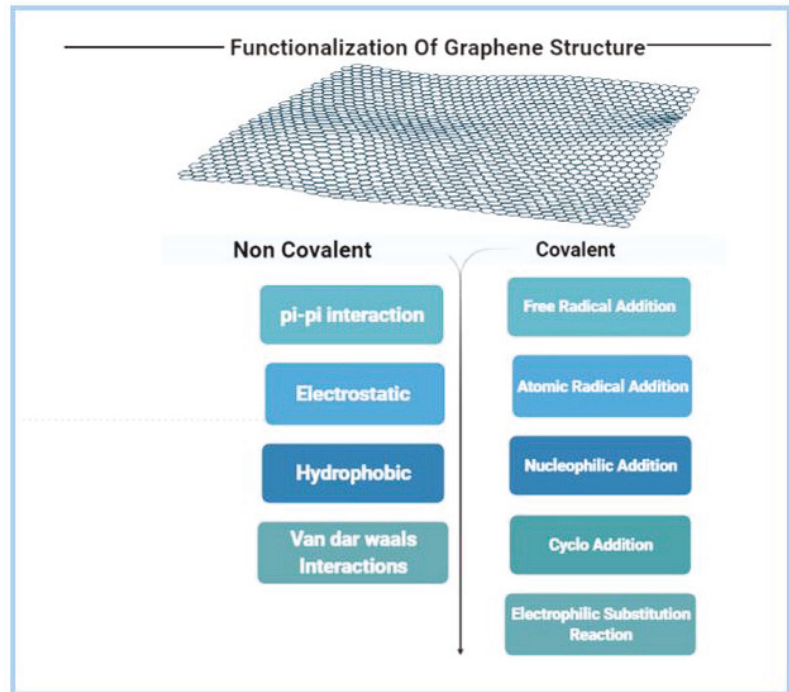 Functionalization Of Graphene Structure
Non Covalent
pi-pi interaction
Electrostatic
Hydrophobic
Van dar waals
Interactions
Covalent
Free Radical Addition
Atomic Radical Addition
Nucleophilic Addition
Cyclo Addition
Electrophilic Substitution
Reaction